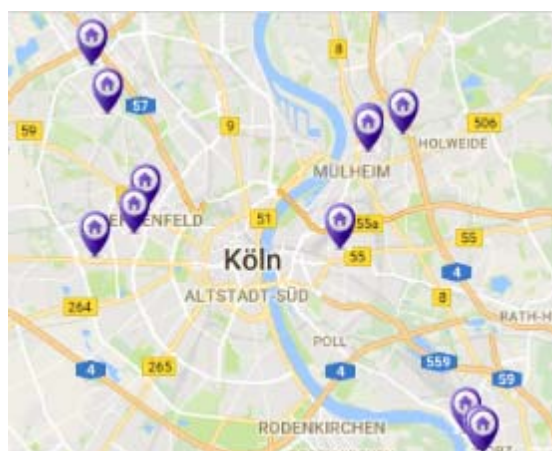 8
57
59
9
506
HOLWEIDE
MÜLHEIM
51
55a
55
55
Köln
4
8
264
ALTSTADT-SÜD
RATH-H
POLL
4
265
4
559
59
RODENKIRCHEN